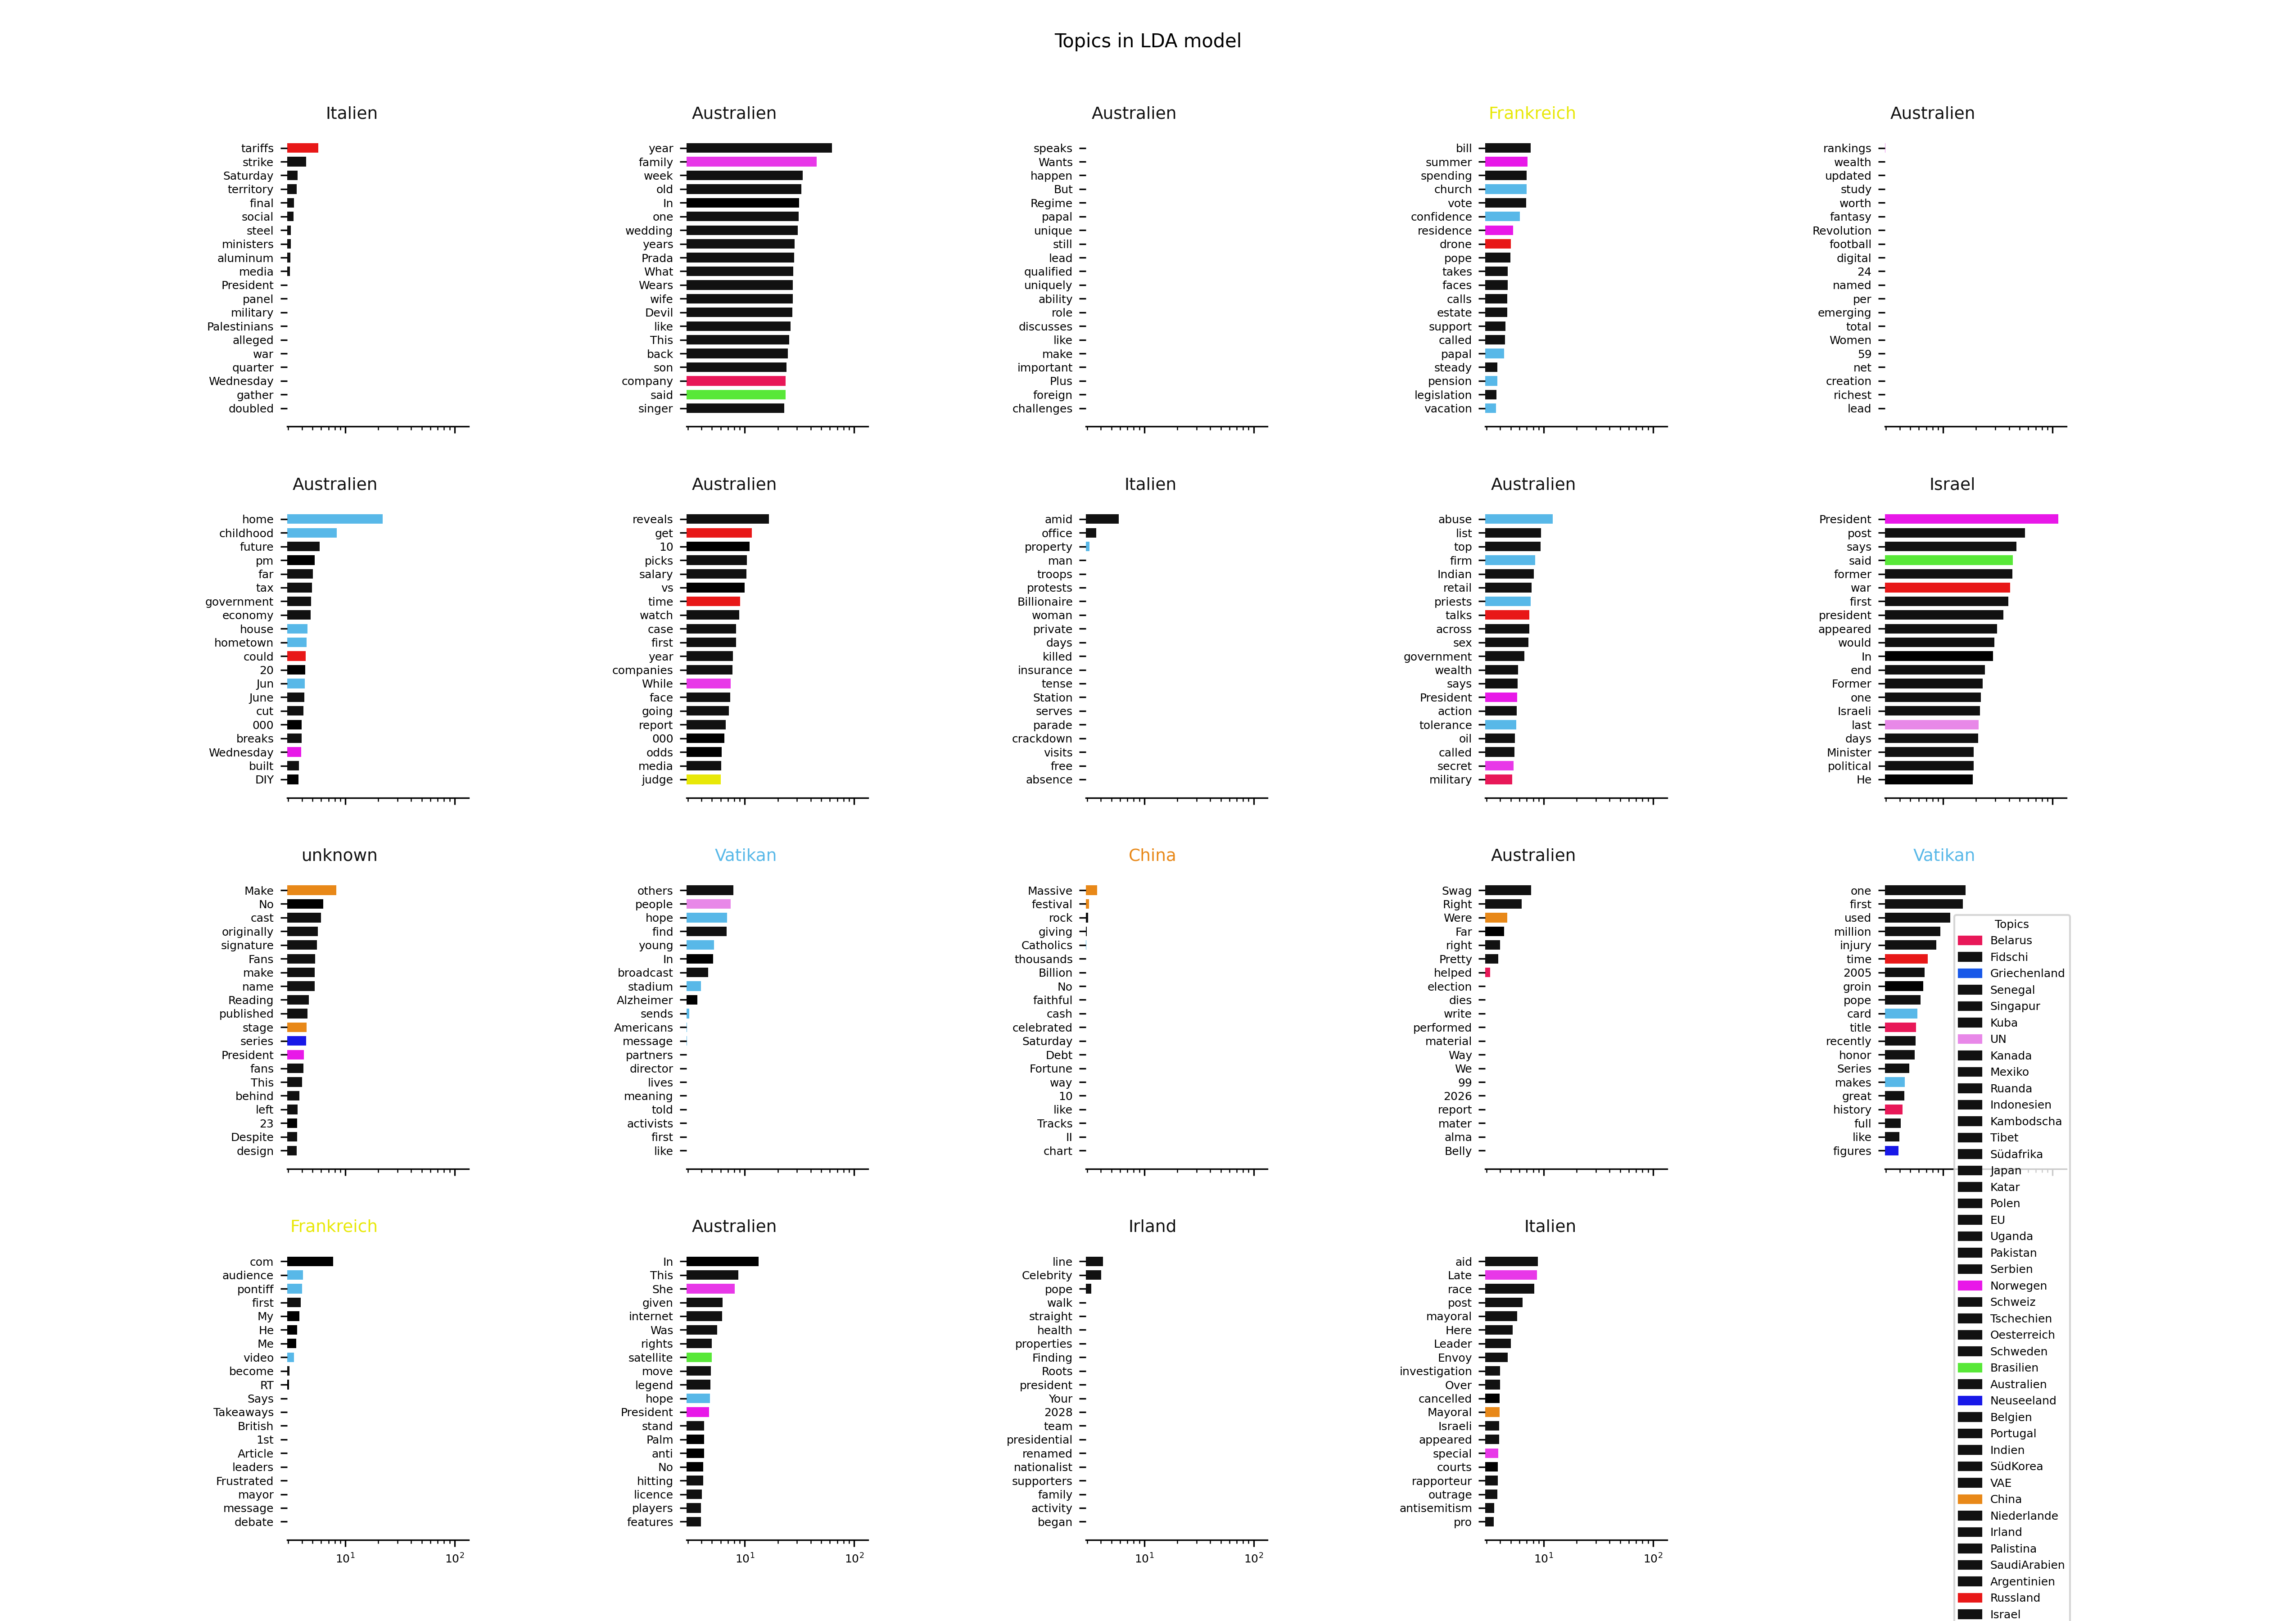 Topics in LDA model
Italien
tariffs
strike
Saturday
territory
final
social
steel
ministers
aluminum
media
President
panel
military
Palestinians
alleged
war
quarter
Wednesday
gather
doubled
Australien
year
family
week
old
In
one
wedding
years
Prada
What
Wears
wife
Devil
like
This
back
son
company
said
singer
Australien
speaks
Wants
happen
But
Regime
papal
unique
still
lead
qualified
uniquely
ability
role
discusses
like
make
important
Plus
foreign
challenges
Frankreich
bill
summer
spending
church
vote
confidence
residence
drone
pope
takes
faces
calls
estate
support
called
papal
steady
pension
legislation
vacation
Australien
rankings
wealth
updated
study
worth
fantasy
Revolution
football
digital
24
named
per
emerging
total
Women
59
net
creation
richest
lead
Australien
home
childhood
future
pm
far
tax
government
economy
house
hometown
could
20
Jun
June
cut
000
breaks
Wednesday
built
DIY
Australien
reveals
get
10
picks
salary
vs
time
watch
case
first
year
companies
While
face
going
report
000
odds
media
judge
Italien
amid
office
property
man
troops
protests
Billionaire
woman
private
days
killed
insurance
tense
Station
serves
parade
crackdown
visits
free
absence
Australien
abuse
list
top
firm
Indian
retail
priests
talks
across
sex
government
wealth
says
President
action
tolerance
oil
called
secret
military
Israel
President
post
says
said
former
war
first
president
appeared
would
In
end
Former
one
Israeli
last
days
Minister
political
He
unknown
Make
No
cast
originally
signature
Fans
make
name
Reading
published
stage
series
President
fans
This
behind
left
23
Despite
design
Vatikan
others
people
hope
find
young
In
broadcast
stadium
Alzheimer
sends
Americans
message
partners
director
lives
meaning
told
activists
first
like
China
Massive
festival
rock
giving
Catholics
thousands
Billion
No
faithful
cash
celebrated
Saturday
Debt
Fortune
way
10
like
Tracks
II
chart
Australien
Swag
Right
Were
Far
right
Pretty
helped
election
dies
write
performed
material
Way
We
99
2026
report
mater
alma
Belly
Vatikan
one
first
used
million
injury
time
2005
groin
pope
card
title
recently
honor
Series
makes
great
history
full
like
figures
Frankreich
com
audience
pontiff
first
My
He
Me
video
become
RT
Says
Takeaways
British
1st
Article
leaders
Frustrated
mayor
message
debate
10¹ 10²
Australien
In
This
She
given
internet
Was
rights
satellite
move
legend
hope
President
stand
Palm
anti
No
hitting
licence
players
features
10¹ 10²
Irland
line
Celebrity
pope
walk
straight
health
properties
Finding
Roots
president
Your
2028
team
presidential
renamed
nationalist
supporters
family
activity
began
10¹ 10²
Italien
aid
Late
race
post
mayoral
Here
Leader
Envoy
investigation
Over
cancelled
Mayoral
Israeli
appeared
special
courts
rapporteur
outrage
antisemitism
pro
10¹ 10²
Topics
Belarus
Fidschi
Griechenland
Senegal
Singapur
Kuba
UN
Kanada
Mexiko
Ruanda
Indonesien
Kambodscha
Tibet
Südafrika
Japan
Katar
Polen
EU
Uganda
Pakistan
Serbien
Norwegen
Schweiz
Tschechien
Oesterreich
Schweden
Brasilien
Australien
Neuseeland
Belgien
Portugal
Indien
SüdKorea
VAE
China
Niederlande
Irland
Palistina
SaudiArabien
Argentinien
Russland
Israel